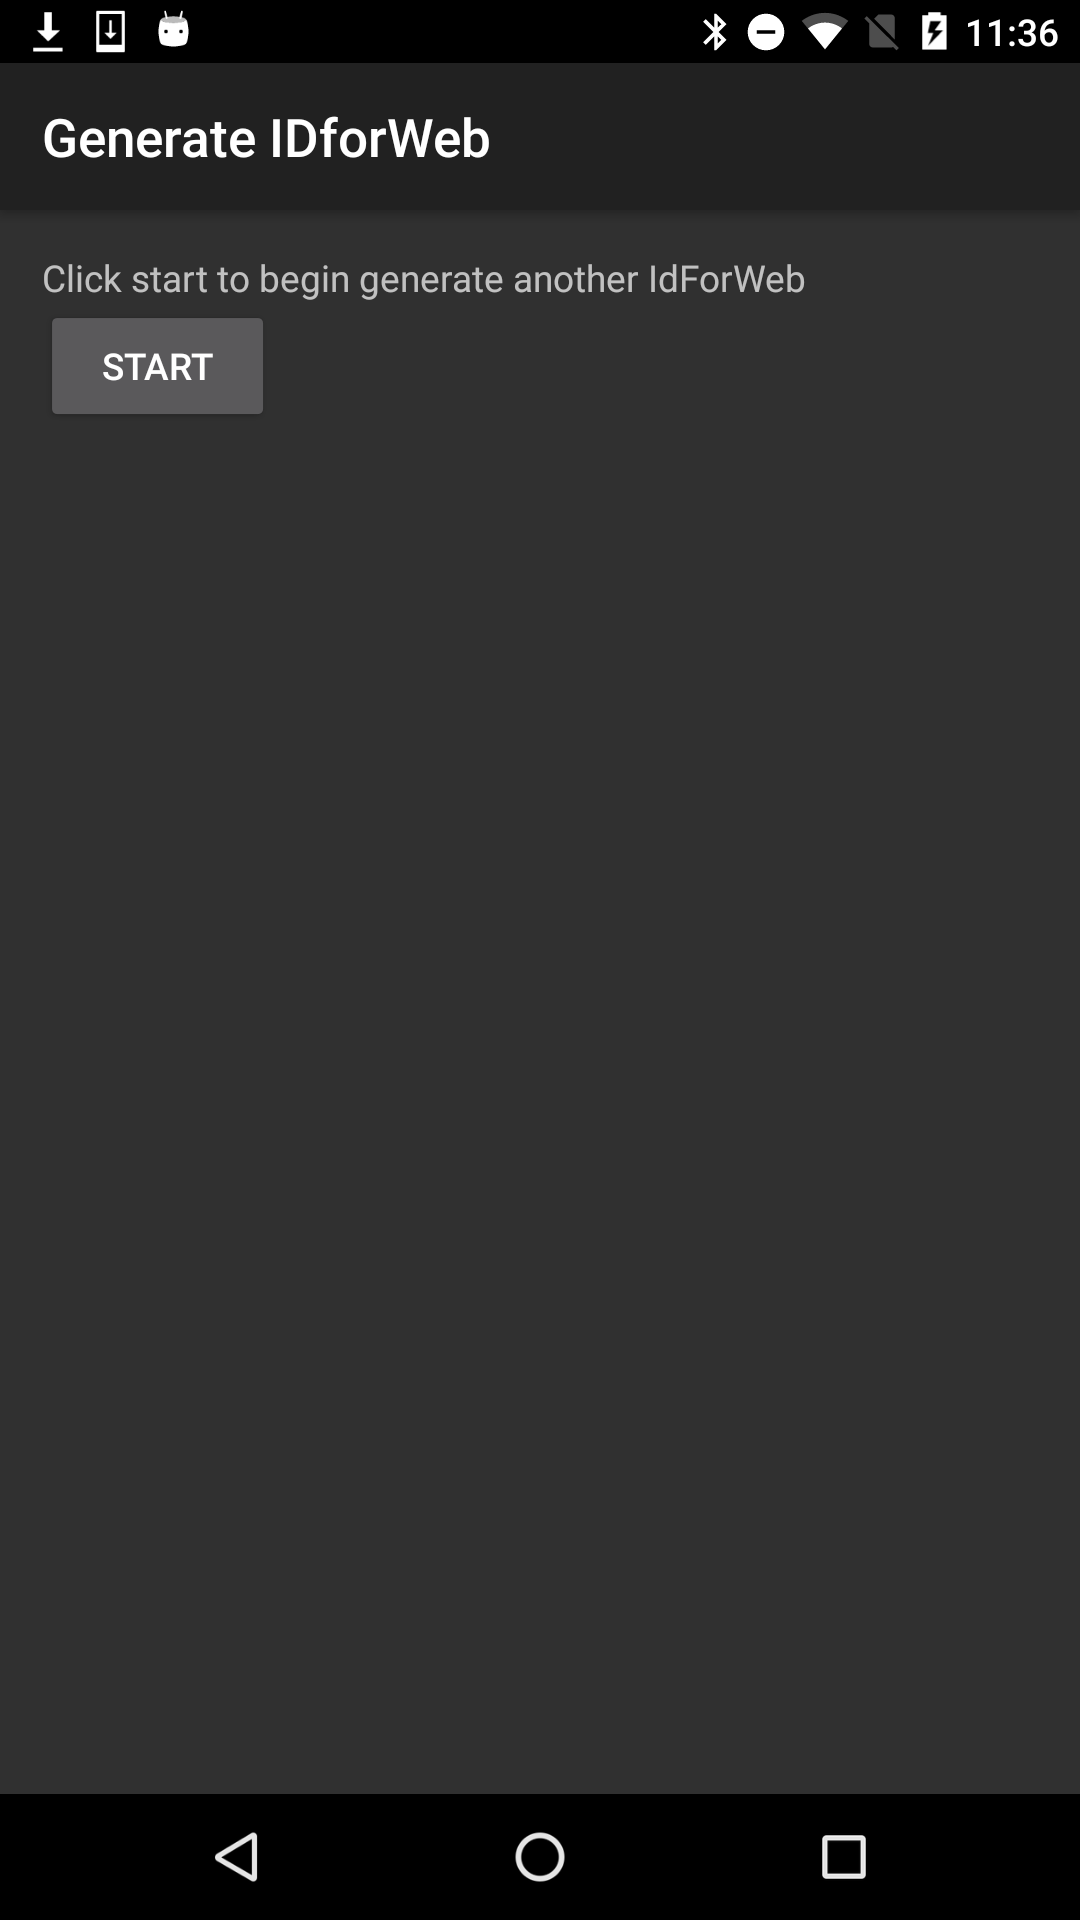 11:36
Generate IDforWeb
Click start to begin generate another IdForWeb
START